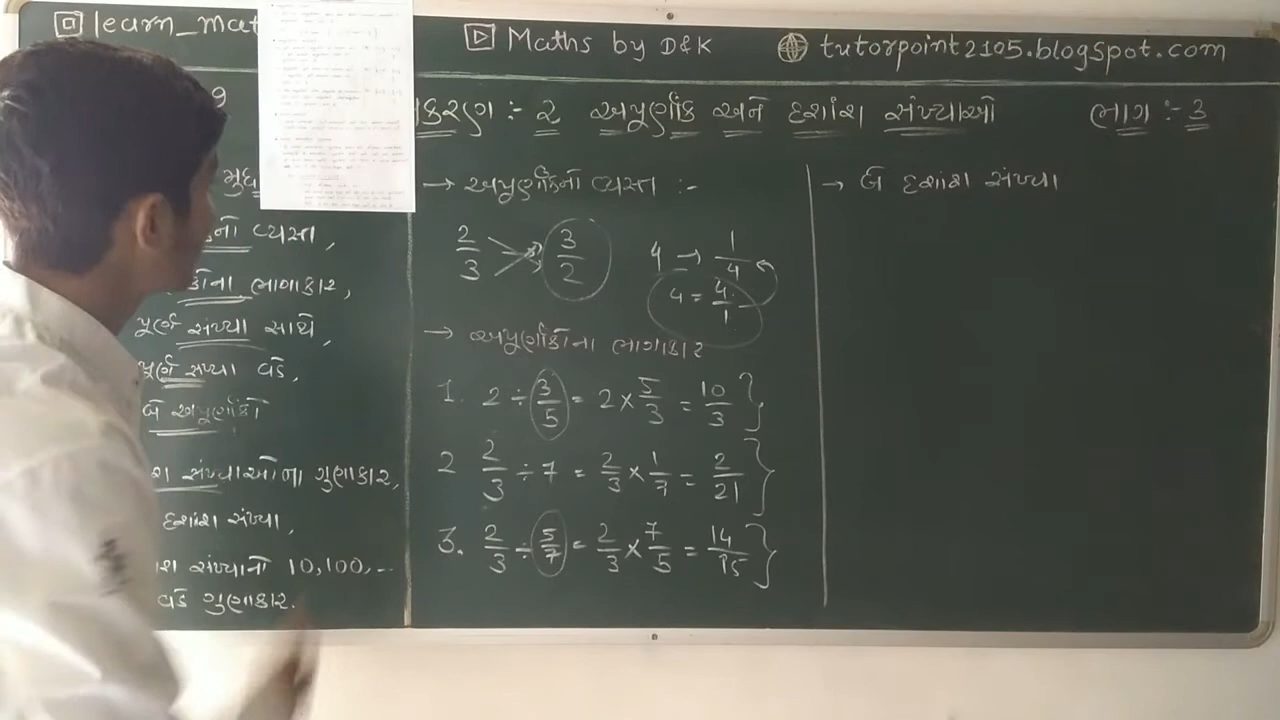 learn_mat
Maths by D&K
tutorpoint2105.blogspot.com
કરણ :- ૨ અપૂર્ણાંક અને દશાંશ સંખ્યાઓ
ભાગ :- ૩
વ્યસ્ત,
ભાગાકાર,
પૂર્ણ સંખ્યા સાથે,
પૂર્ણ સંખ્યા વડે,
બે અપૂર્ણાંકો
સંખ્યાઓના ગુણાકાર,
દશાંશ સંખ્યા,
સંખ્યાનો 10,100,...
વડે ગુણાકાર.
→ અપૂર્ણાંકનો વ્યસ્ત :-
2/3 3/2 4 → 1/4
4 = 4/1
→ અપૂર્ણાંકોના ભાગાકાર
1. 2 ÷ 3/5 = 2 × 5/3 = 10/3 }
2 2/3 ÷ 7 = 2/3 × 1/7 = 2/21 }
3. 2/3 ÷ 5/7 = 2/3 × 7/5 = 14/15 }
→ બે દશાંશ સંખ્યા